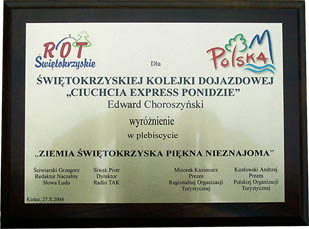 ROT
Świętokrzyskie
POLSKA
Dla
ŚWIĘTOKRZYSKIEJ KOLEJKI DOJAZDOWEJ
„CIUCHCIA EXPRESS PONIDZIE”
Edward Choroszyński
wyróżnienie
w plebiscycie
„ZIEMIA ŚWIĘTOKRZYSKA PIĘKNA NIEZNAJOMA”
Ściwiarski Grzegorz
Redaktor Naczelny
Słowa Ludu
Siwak Piotr
Dyrektor
Radio TAK
Micorek Kazimierz
Prezes
Regionalnej Organizacji
Turystycznej
Kozłowski Andrzej
Prezes
Polskiej Organizacji
Turystycznej
Kielce, 27.X.2004